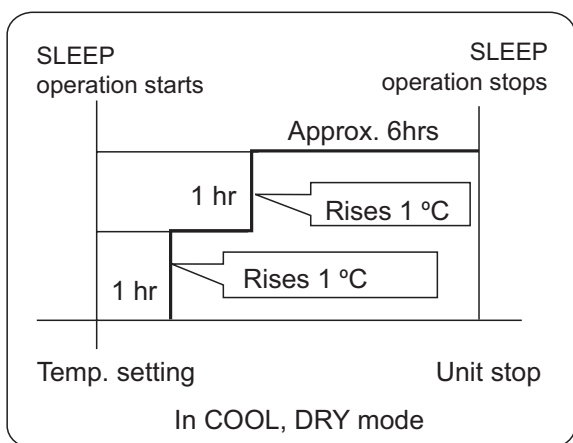 SLEEP
operation starts
SLEEP
operation stops
Approx. 6hrs
1 hr
Rises 1 ºC
1 hr
Rises 1 ºC
Temp. setting
Unit stop
In COOL, DRY mode